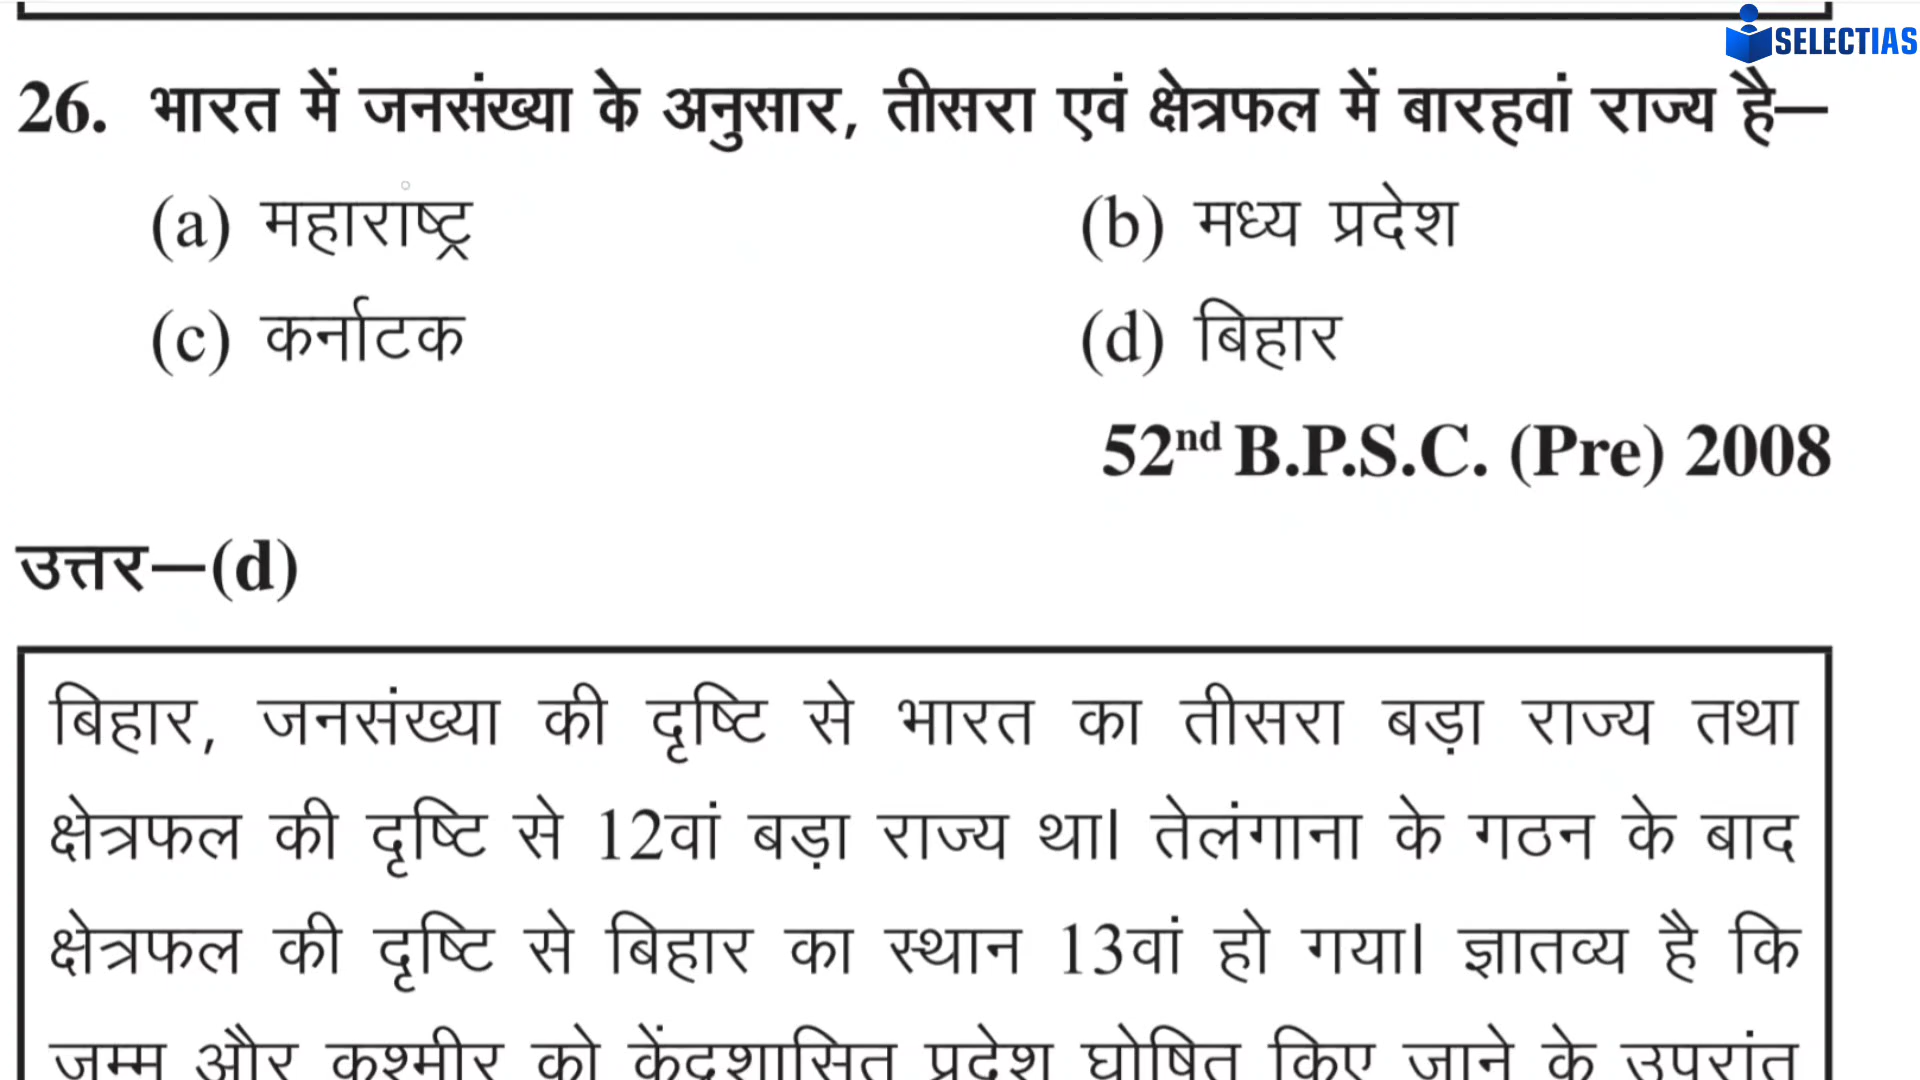 SELECTIAS
26. भारत में जनसंख्या के अनुसार, तीसरा एवं क्षेत्रफल में बारहवां राज्य है—
(a) महाराष्ट्र (b) मध्य प्रदेश
(c) कर्नाटक (d) बिहार
52nd B.P.S.C. (Pre) 2008
उत्तर—(d)
बिहार, जनसंख्या की दृष्टि से भारत का तीसरा बड़ा राज्य तथा
क्षेत्रफल की दृष्टि से 12वां बड़ा राज्य था। तेलंगाना के गठन के बाद
क्षेत्रफल की दृष्टि से बिहार का स्थान 13वां हो गया। ज्ञातव्य है कि
जम्मू और कश्मीर को केंद्रशासित प्रदेश घोषित किए जाने के उपरांत